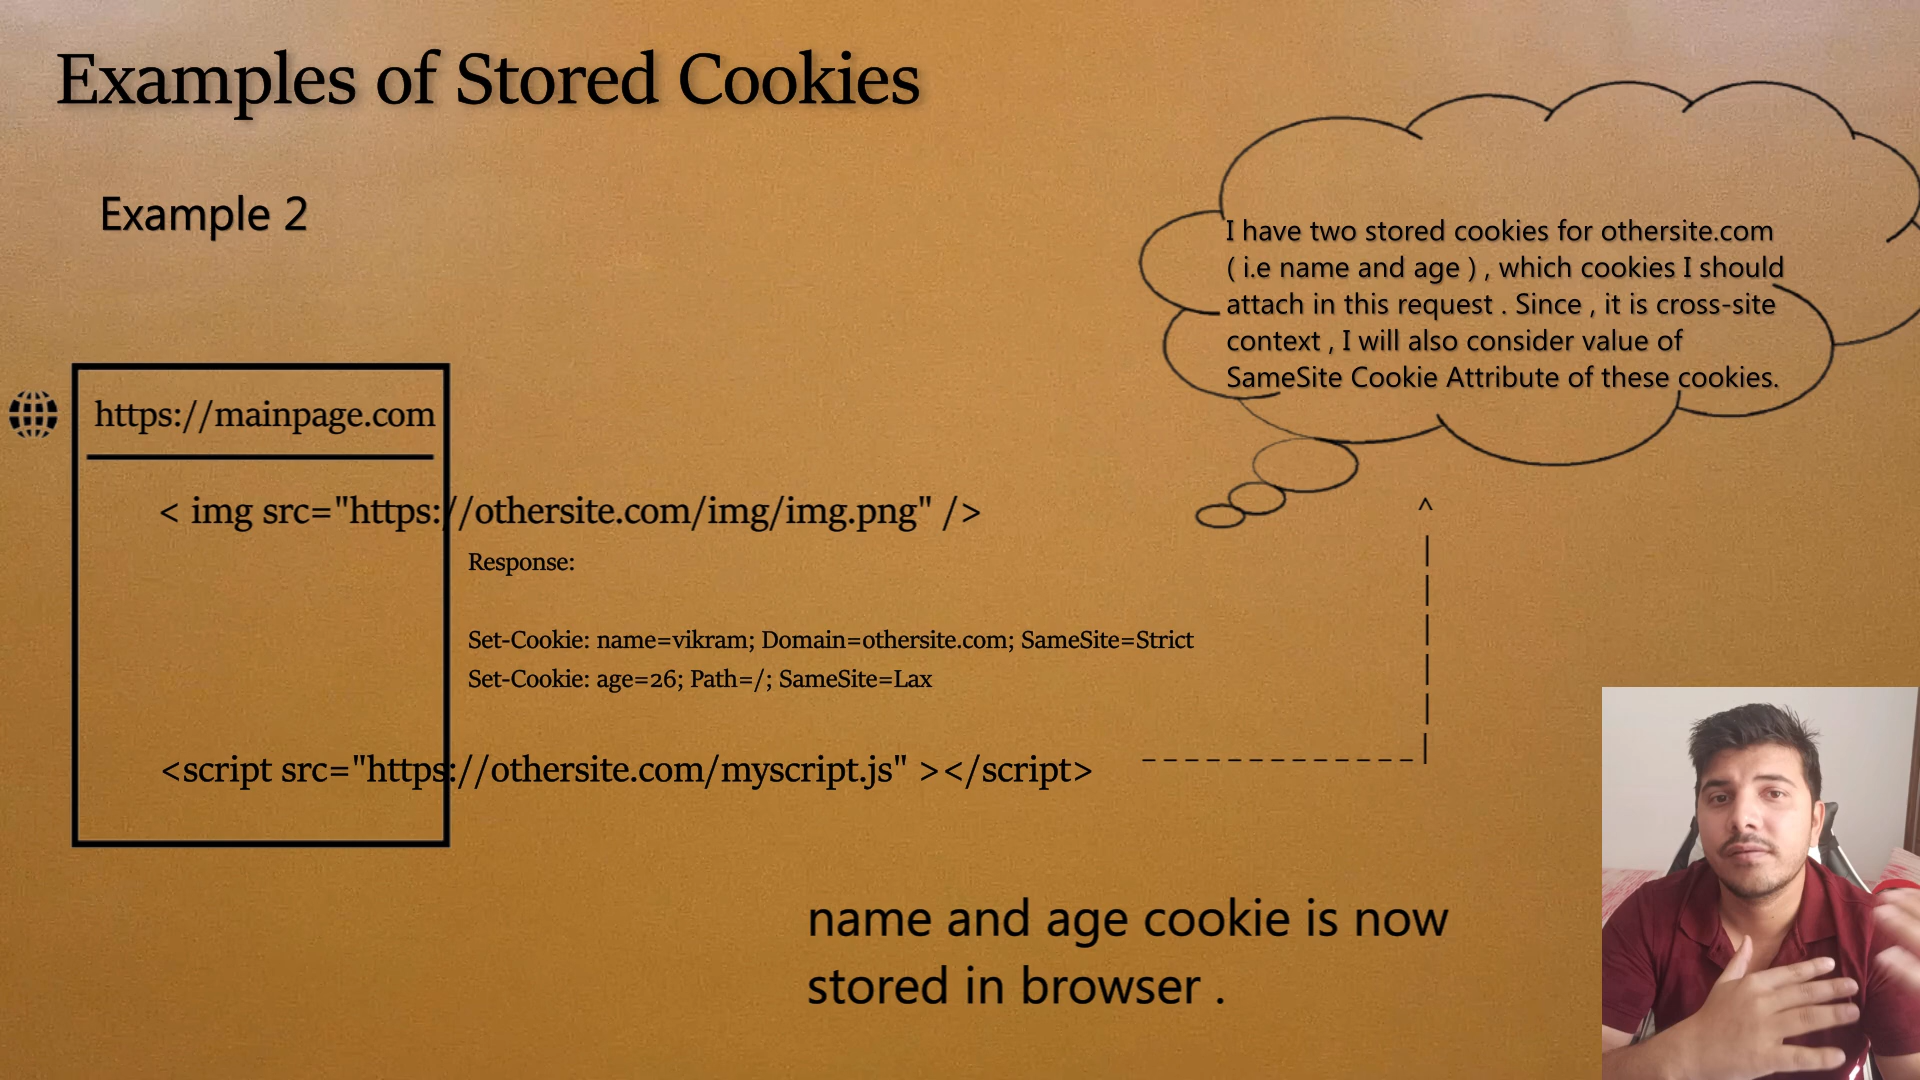 Examples of Stored Cookies
Example 2
I have two stored cookies for othersite.com
( i.e name and age ) , which cookies I should
attach in this request . Since , it is cross-site
context , I will also consider value of
SameSite Cookie Attribute of these cookies.
https://mainpage.com
< img src="https://othersite.com/img/img.png" />
Response:
Set-Cookie: name=vikram; Domain=othersite.com; SameSite=Strict
Set-Cookie: age=26; Path=/; SameSite=Lax
<script src="https://othersite.com/myscript.js" ></script>
name and age cookie is now
stored in browser .